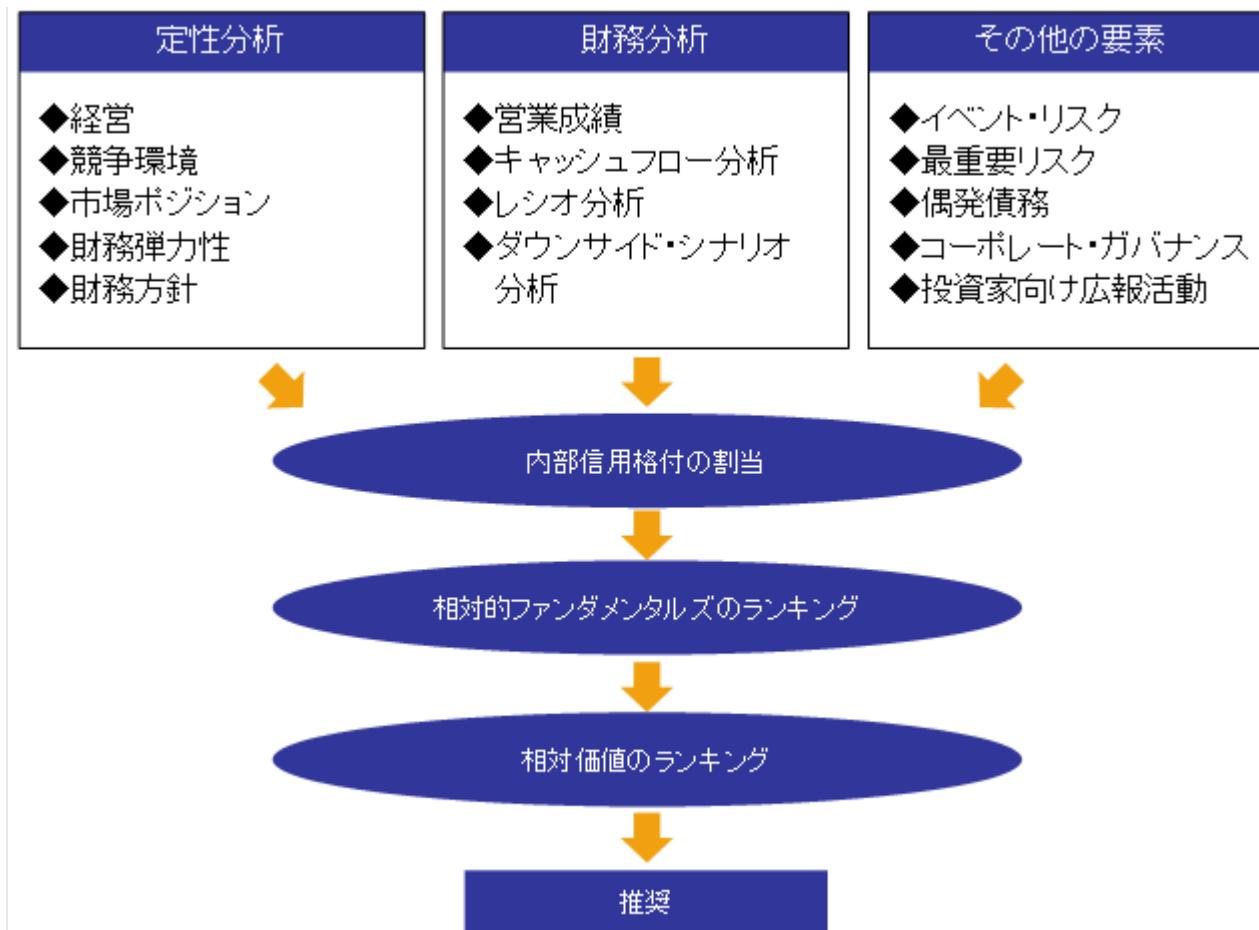 定性分析
◆経営
◆競争環境
◆市場ポジション
◆財務弾力性
◆財務方針
財務分析
◆営業成績
◆キャッシュフロー分析
◆レシオ分析
◆ダウンサイド・シナリオ
分析
その他の要素
◆イベント・リスク
◆最重要リスク
◆偶発債務
◆コーポレート・ガバナンス
◆投資家向け広報活動
内部信用格付の割当
相対的ファンダメンタルズのランキング
相対価値のランキング
推奨